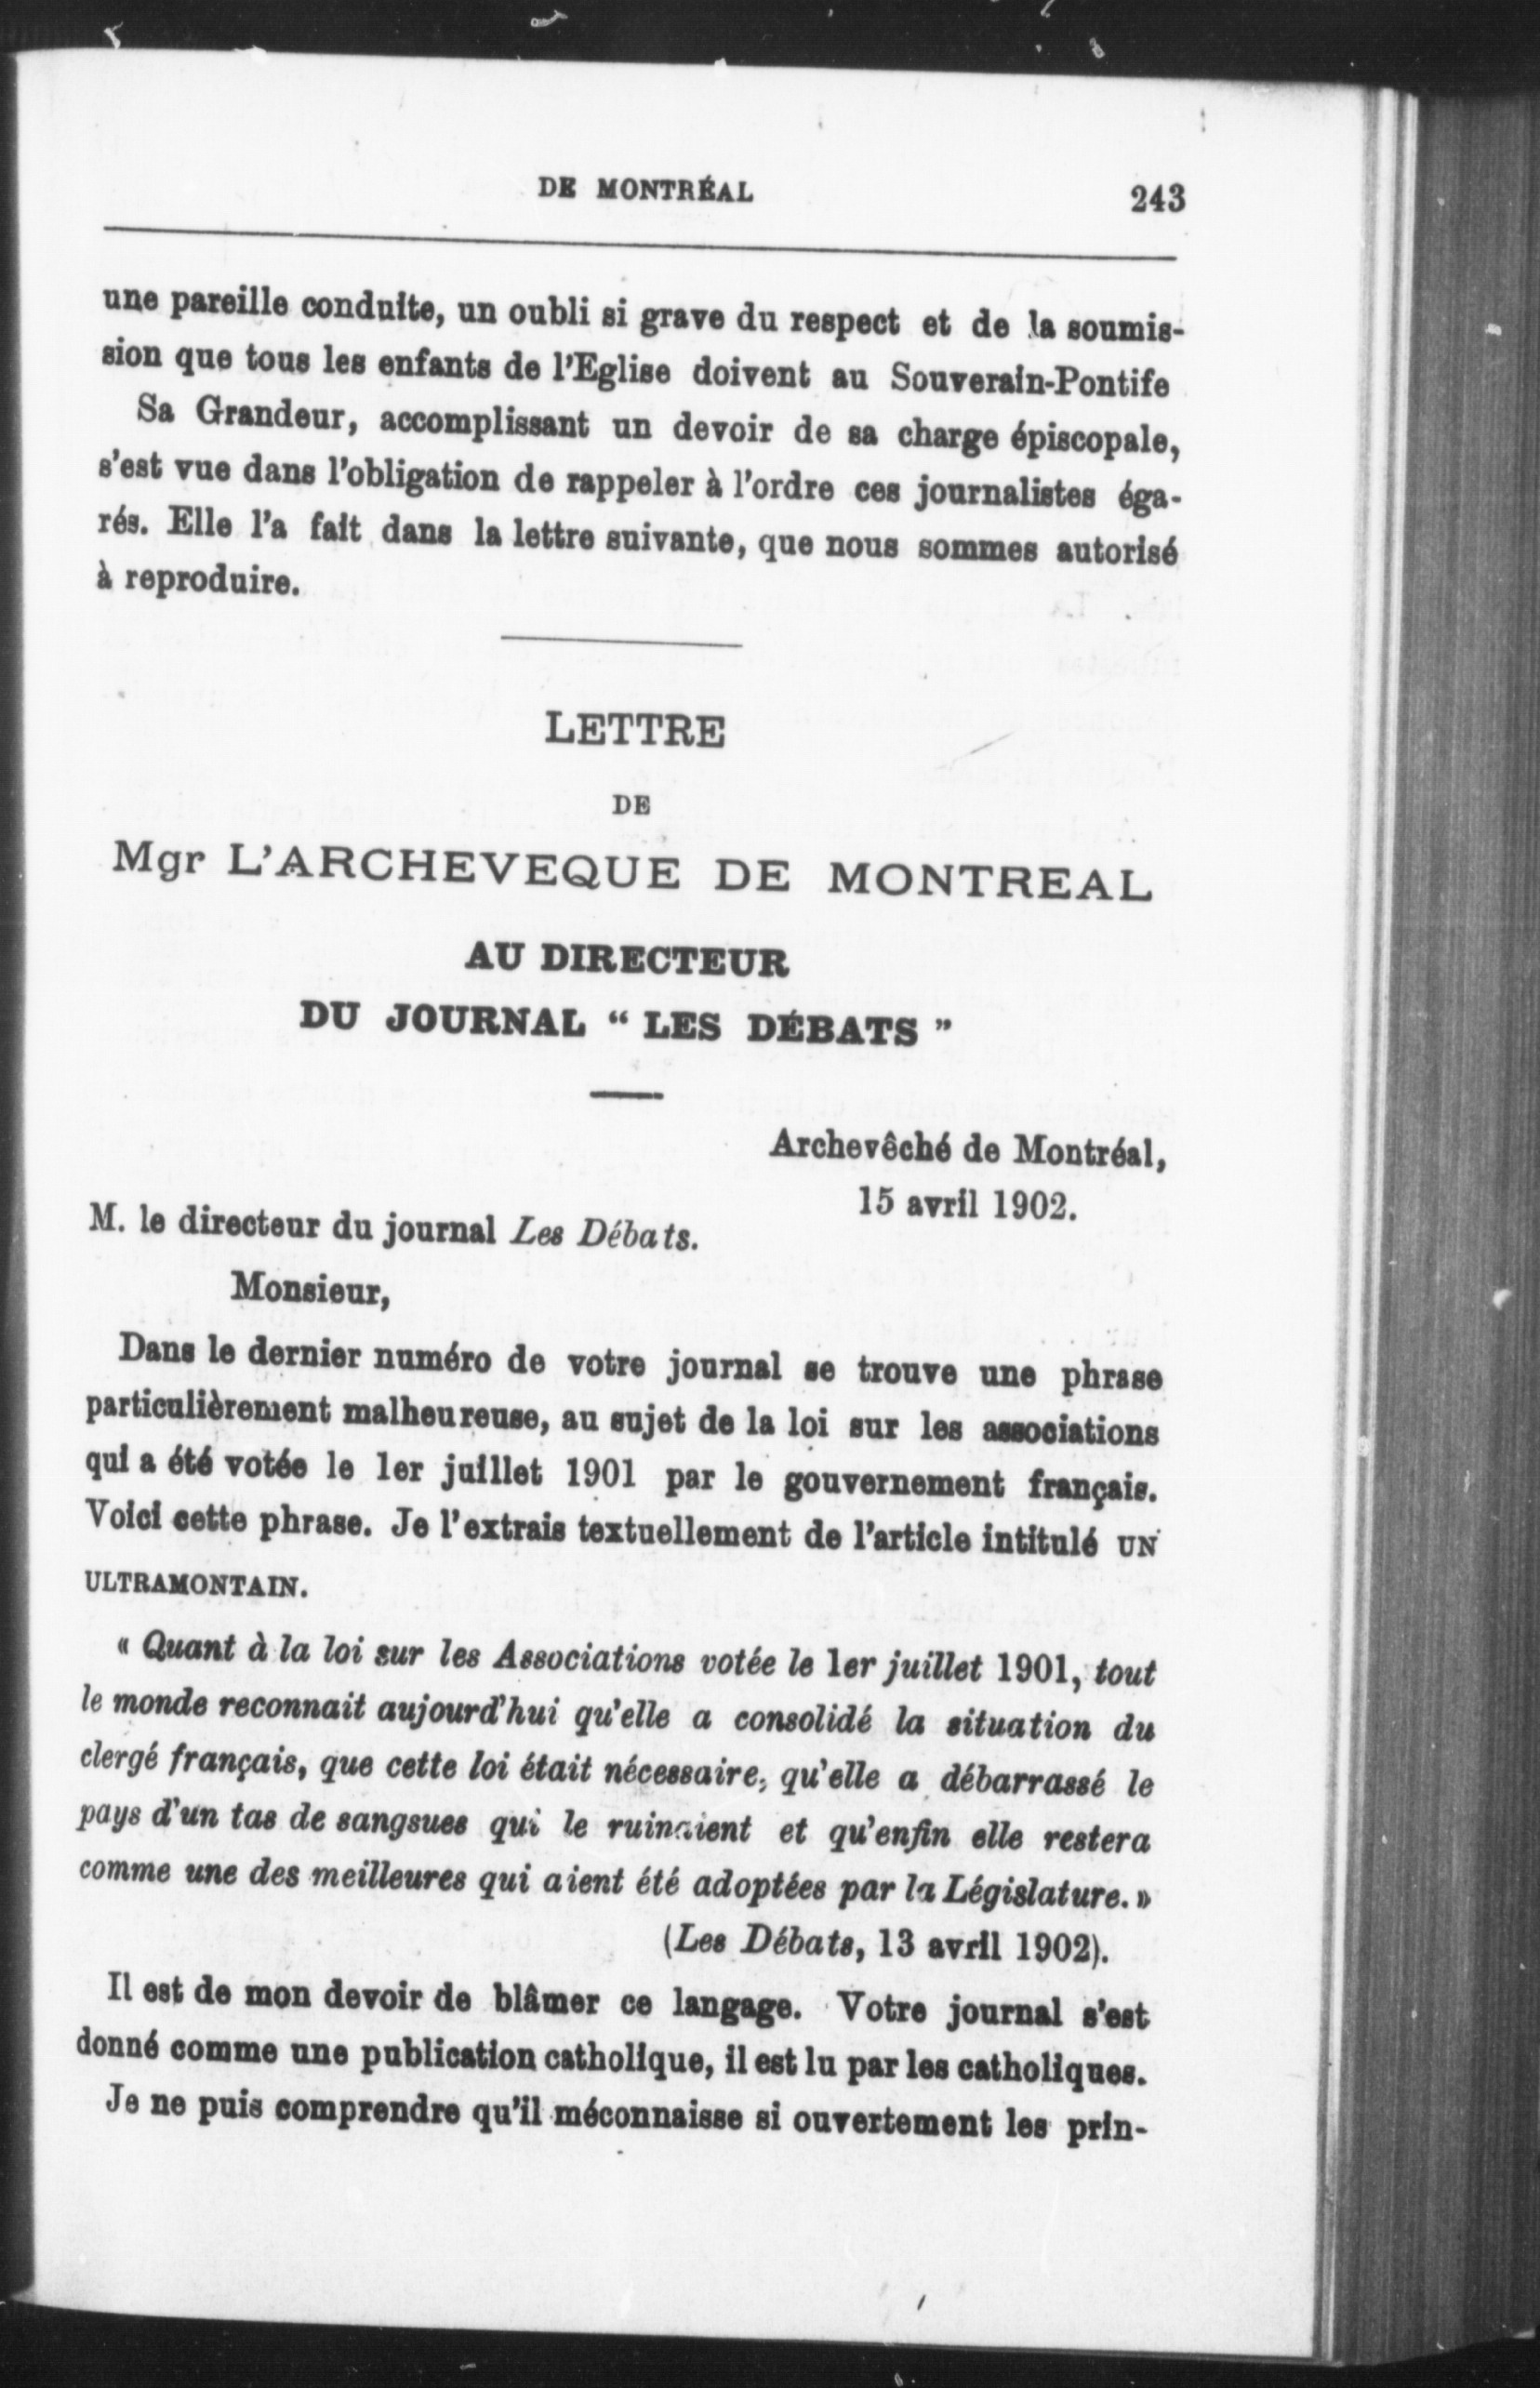 DE MONTRÉAL 243
une pareille conduite, un oubli si grave du respect et de la soumis-
sion que tous les enfants de l'Eglise doivent au Souverain-Pontife
Sa Grandeur, accomplissant un devoir de sa charge épiscopale,
s'est vue dans l'obligation de rappeler à l'ordre ces journalistes éga-
rés. Elle l'a fait dans la lettre suivante, que nous sommes autorisé
à reproduire.
LETTRE
DE
Mgr L'ARCHEVEQUE DE MONTREAL
AU DIRECTEUR
DU JOURNAL “ LES DÉBATS ”
Archevêché de Montréal,
15 avril 1902.
M. le directeur du journal Les Débats.
Monsieur,
Dans le dernier numéro de votre journal se trouve une phrase
particulièrement malheureuse, au sujet de la loi sur les associations
qui a été votée le 1er juillet 1901 par le gouvernement français.
Voici cette phrase. Je l'extrais textuellement de l'article intitulé UN
ULTRAMONTAIN.
« Quant à la loi sur les Associations votée le 1er juillet 1901, tout
le monde reconnait aujourd'hui qu'elle a consolidé la situation du
clergé français, que cette loi était nécessaire, qu'elle a débarrassé le
pays d'un tas de sangsues qui le ruinaient et qu'enfin elle restera
comme une des meilleures qui aient été adoptées par la Législature. »
(Les Débats, 13 avril 1902).
Il est de mon devoir de blâmer ce langage. Votre journal s'est
donné comme une publication catholique, il est lu par les catholiques.
Je ne puis comprendre qu'il méconnaisse si ouvertement les prin-